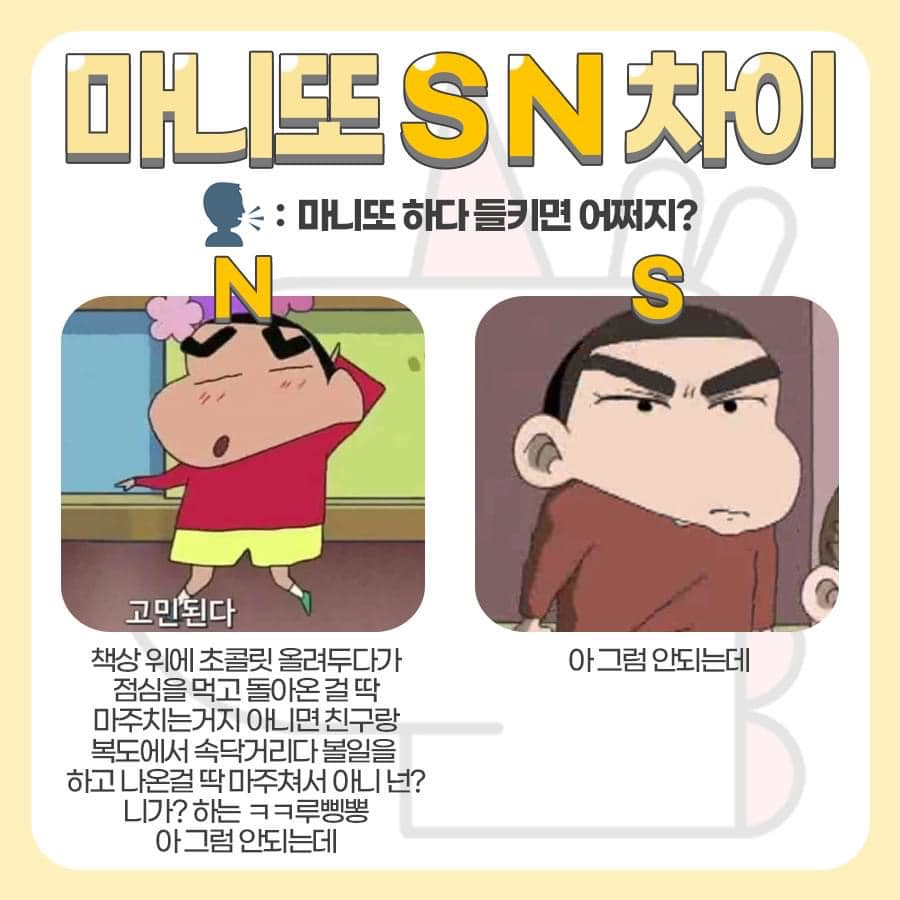 마니또 S N 차이
: 마니또 하다 들키면 어쩌지?
N
고민된다
책상 위에 초콜릿 올려두다가
점심을 먹고 돌아온 걸 딱
마주치는거지 아니면 친구랑
복도에서 속닥거리다 볼일을
하고 나온걸 딱 마주쳐서 아니 넌?
니가? 하는 ㅋㅋ루삥뽕
아 그럼 안되는데
S
아 그럼 안되는데